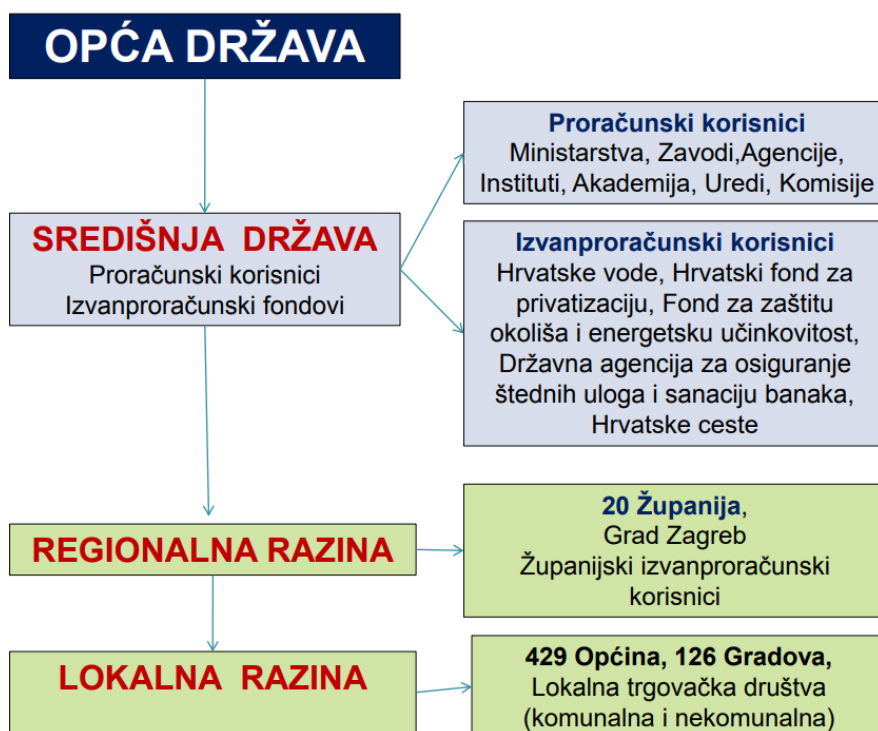 OPĆA DRŽAVA
Proračunski korisnici
Ministarstva, Zavodi,Agencije,
Instituti, Akademija, Uredi, Komisije
SREDIŠNJA DRŽAVA
Proračunski korisnici
Izvanproračunski fondovi
Izvanproračunski korisnici
Hrvatske vode, Hrvatski fond za
privatizaciju, Fond za zaštitu
okoliša i energetsku učinkovitost,
Državna agencija za osiguranje
štednih uloga i sanaciju banaka,
Hrvatske ceste
REGIONALNA RAZINA
20 Županija,
Grad Zagreb
Županijski izvanproračunski
korisnici
LOKALNA RAZINA
429 Općina, 126 Gradova,
Lokalna trgovačka društva
(komunalna i nekomunalna)